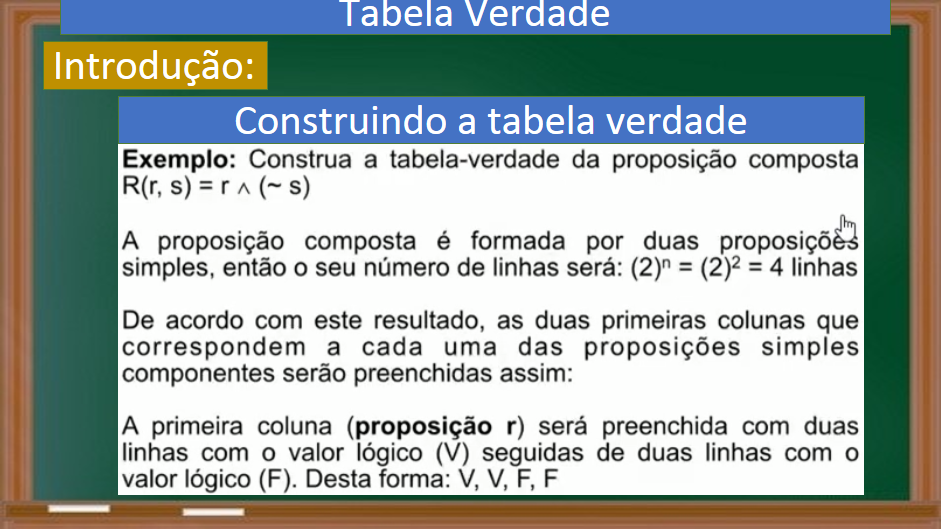 Tabela Verdade
Introdução:
Construindo a tabela verdade
Exemplo: Construa a tabela-verdade da proposição composta
R(r, s) = r ∧ (~ s)
A proposição composta é formada por duas proposições
simples, então o seu número de linhas será: (2)ⁿ = (2)² = 4 linhas
De acordo com este resultado, as duas primeiras colunas que
correspondem a cada uma das proposições simples
componentes serão preenchidas assim:
A primeira coluna (proposição r) será preenchida com duas
linhas com o valor lógico (V) seguidas de duas linhas com o
valor lógico (F). Desta forma: V, V, F, F